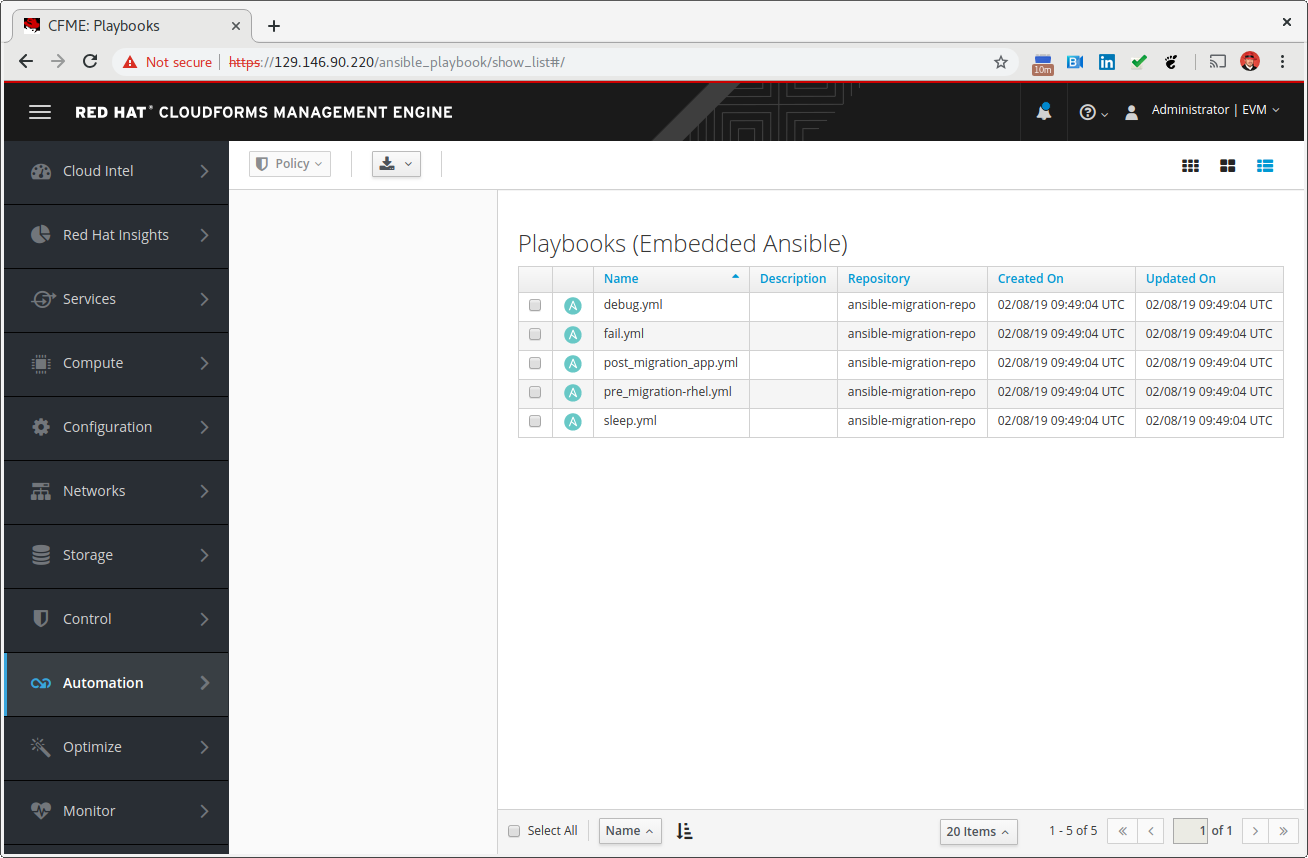 CFME: Playbooks
Not secure | https://129.146.90.220/ansible_playbook/show_list#/
10m
RED HAT® CLOUDFORMS MANAGEMENT ENGINE
Administrator | EVM
Cloud Intel
Red Hat Insights
Services
Compute
Configuration
Networks
Storage
Control
Automation
Optimize
Monitor
Policy
Playbooks (Embedded Ansible)
Name Description Repository Created On Updated On
A debug.yml ansible-migration-repo 02/08/19 09:49:04 UTC 02/08/19 09:49:04 UTC
A fail.yml ansible-migration-repo 02/08/19 09:49:04 UTC 02/08/19 09:49:04 UTC
A post_migration_app.yml ansible-migration-repo 02/08/19 09:49:04 UTC 02/08/19 09:49:04 UTC
A pre_migration-rhel.yml ansible-migration-repo 02/08/19 09:49:04 UTC 02/08/19 09:49:04 UTC
A sleep.yml ansible-migration-repo 02/08/19 09:49:04 UTC 02/08/19 09:49:04 UTC
Select All Name 20 Items 1 - 5 of 5 « ‹ 1 of 1 › »